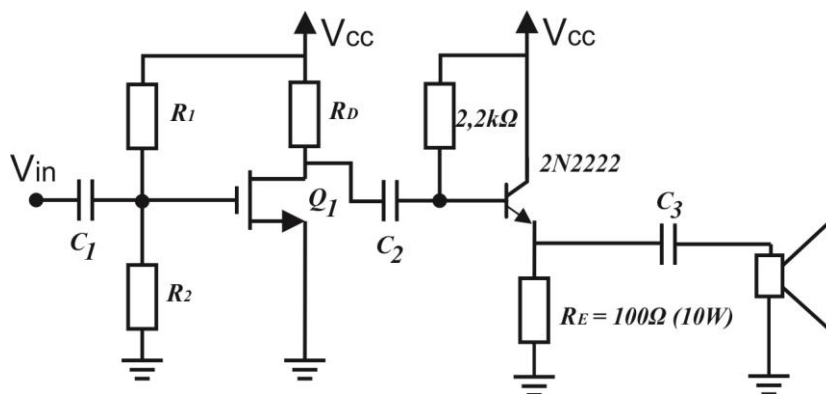 Vcc
Vcc
R1
RD
2,2kΩ
Vin
2N2222
Q1
C1
C2
C3
R2
RE = 100Ω (10W)